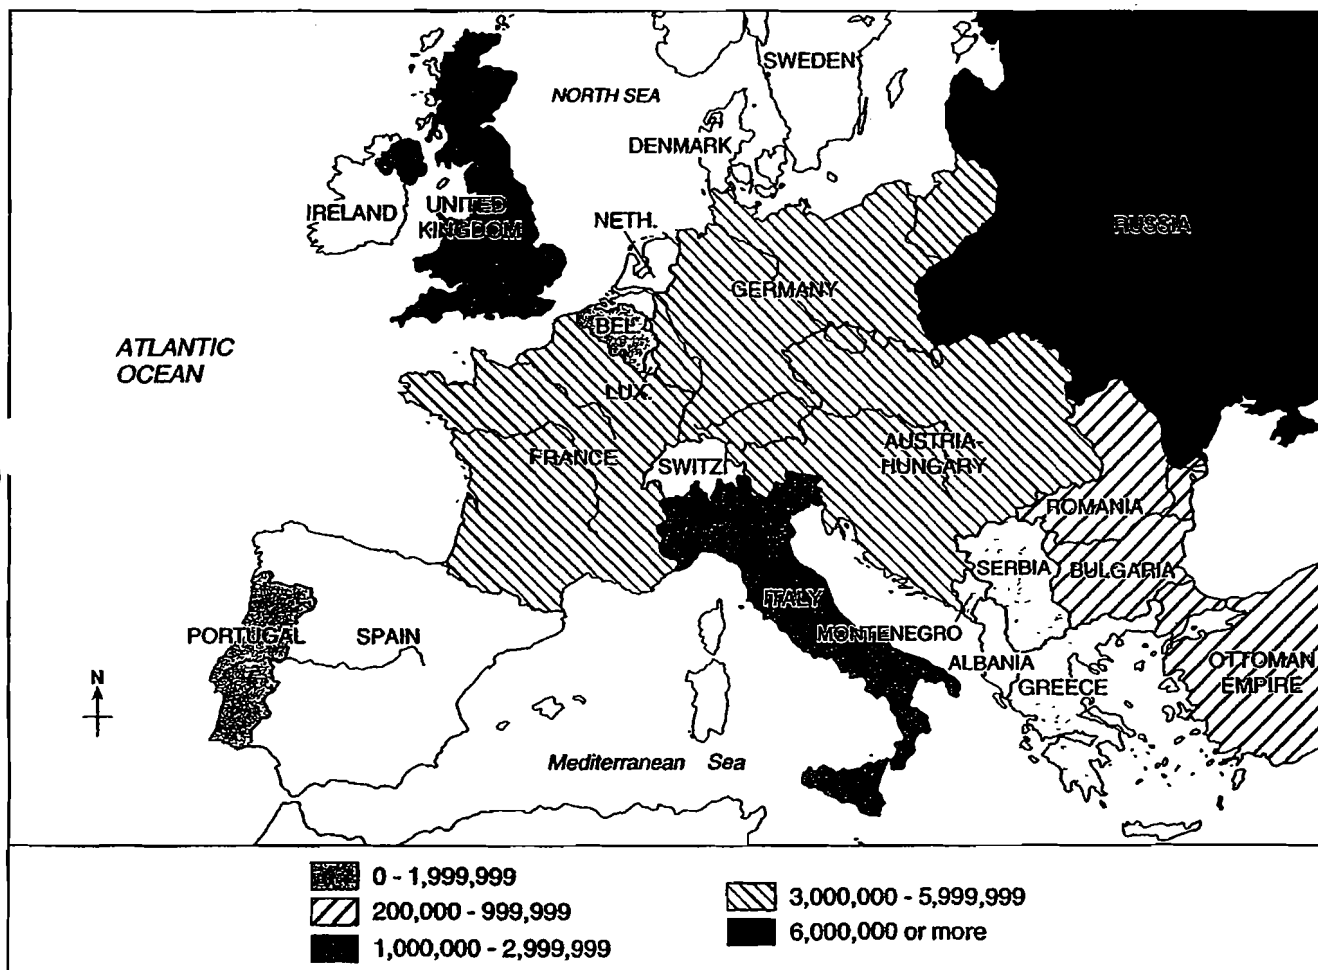 SWEDEN
NORTH SEA
DENMARK
IRELAND
UNITED
KINGDOM
NETH.
RUSSIA
GERMANY
BEL.
ATLANTIC
OCEAN
LUX.
AUSTRIA-
HUNGARY
FRANCE
SWITZ.
ROMANIA
SERBIA
BULGARIA
ITALY
PORTUGAL
SPAIN
MONTENEGRO
ALBANIA
OTTOMAN
EMPIRE
GREECE
N
Mediterranean Sea
0 - 1,999,999
200,000 - 999,999
1,000,000 - 2,999,999
3,000,000 - 5,999,999
6,000,000 or more